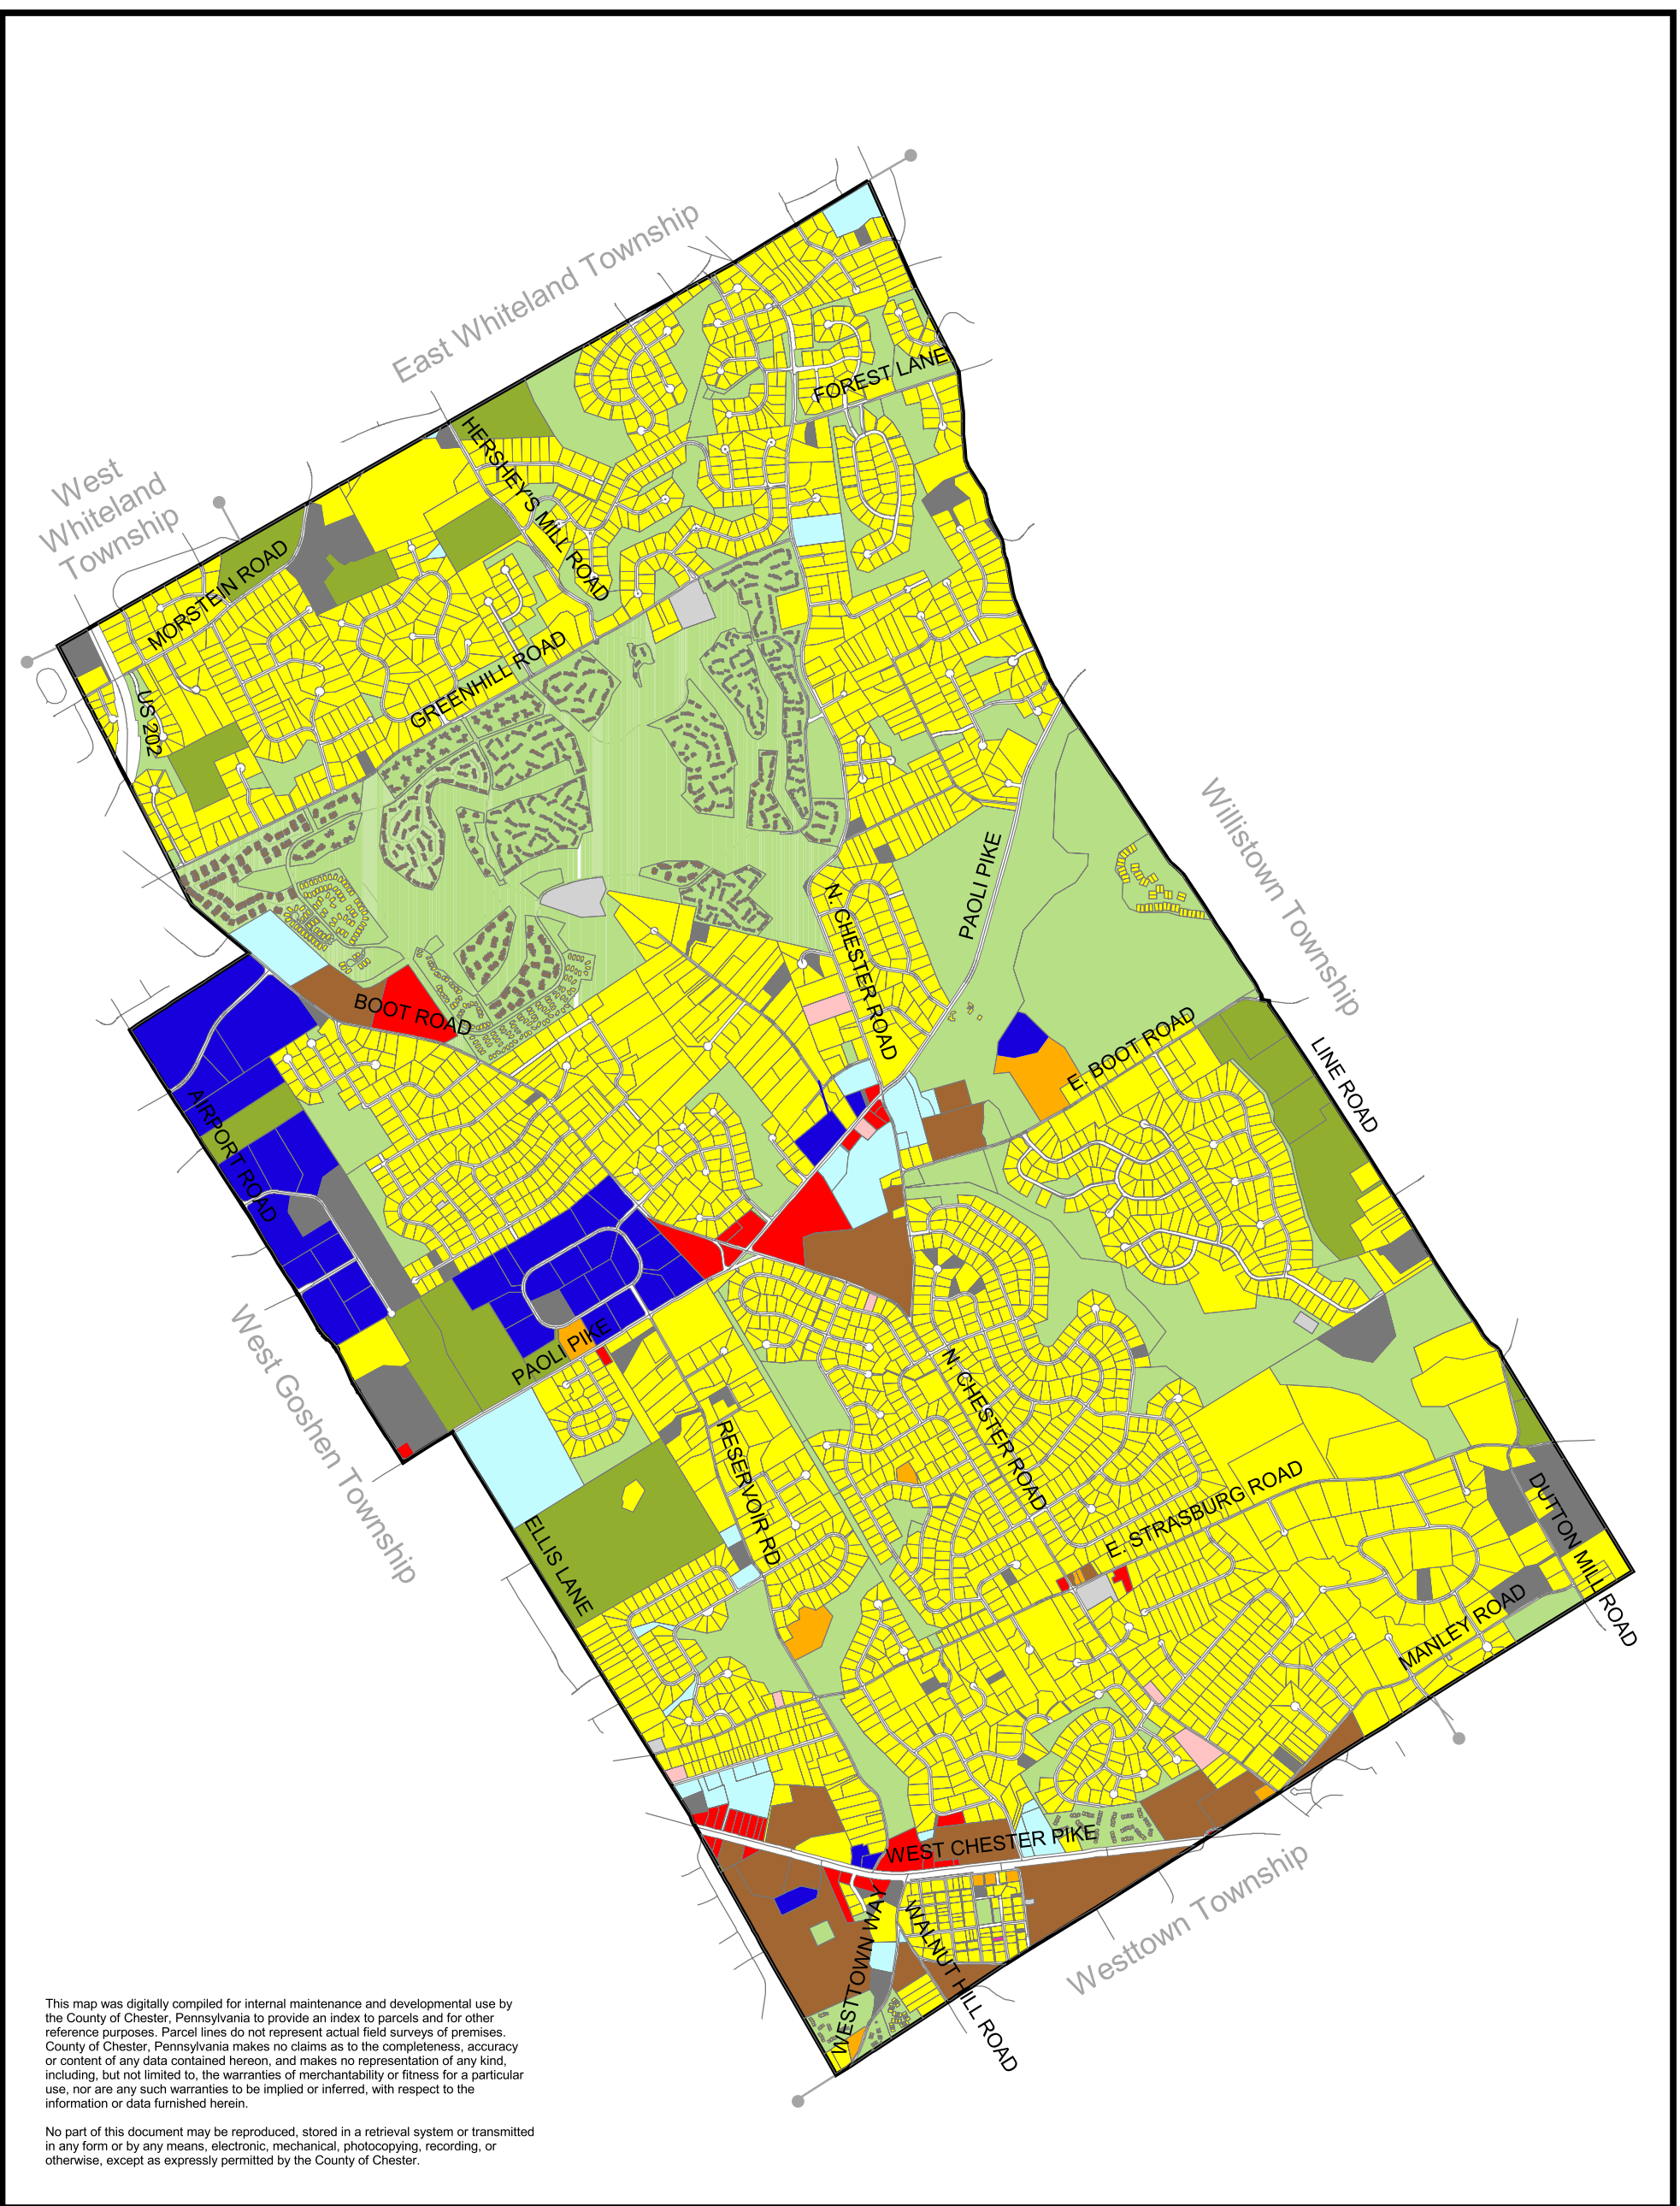 East Whiteland Township
FOREST LANE
HERSHEY'S MILL ROAD
West
Whiteland
Township
MORSTEIN ROAD
GREENHILL ROAD
US 202
PAOLI PIKE
Willistown Township
N. CHESTER ROAD
BOOT ROAD
E. BOOT ROAD
LINE ROAD
AIRPORT ROAD
PAOLI PIKE
West Goshen Township
N. CHESTER ROAD
RESERVOIR RD
E. STRASBURG ROAD
DUTTON MILL ROAD
ELLIS LANE
MANLEY ROAD
WEST CHESTER PIKE
WESTTOWN WAY
WALNUT HILL ROAD
Westtown Township
This map was digitally compiled for internal maintenance and developmental use by
the County of Chester, Pennsylvania to provide an index to parcels and for other
reference purposes. Parcel lines do not represent actual field surveys of premises.
County of Chester, Pennsylvania makes no claims as to the completeness, accuracy
or content of any data contained hereon, and makes no representation of any kind,
including, but not limited to, the warranties of merchantability or fitness for a particular
use, nor are any such warranties to be implied or inferred, with respect to the
information or data furnished herein.
No part of this document may be reproduced, stored in a retrieval system or transmitted
in any form or by any means, electronic, mechanical, photocopying, recording, or
otherwise, except as expressly permitted by the County of Chester.